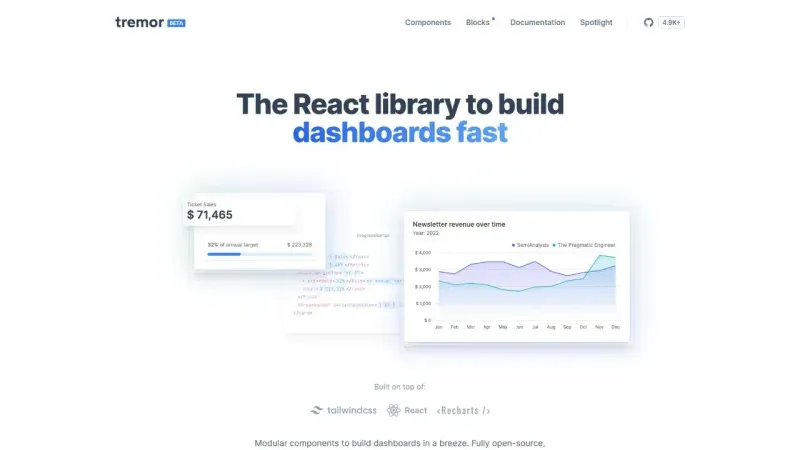 tremor BETA
Components Blocks Documentation Spotlight 4.9K+
The React library to build
dashboards fast
Ticket Sales
$ 71,465
32% of annual target $ 223,328
Newsletter revenue over time
Year: 2022
SemiAnalysis The Pragmatic Engineer
$ 4,000
$ 3,000
$ 2,000
$ 1,000
$ 0
Jan Feb Mar Apr May Jun Jul Aug Sep Oct Nov Dec
Built on top of:
tailwindcss React <Recharts />
Modular components to build dashboards in a breeze. Fully open-source,